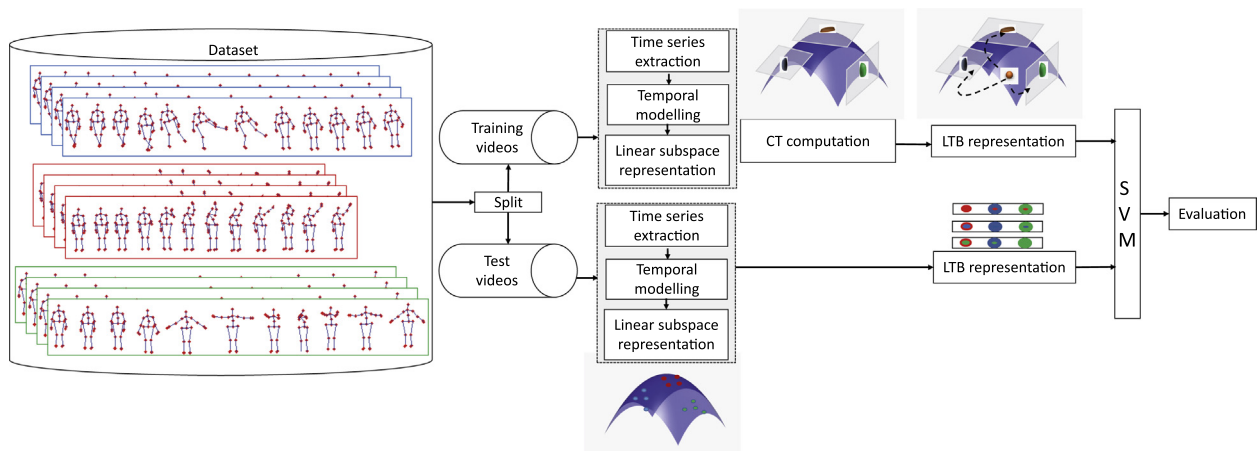 Dataset
Training
videos
Split
Test
videos
Time series
extraction
Temporal
modelling
Linear subspace
representation
CT computation
LTB representation
Time series
extraction
Temporal
modelling
Linear subspace
representation
LTB representation
S
V
M
Evaluation